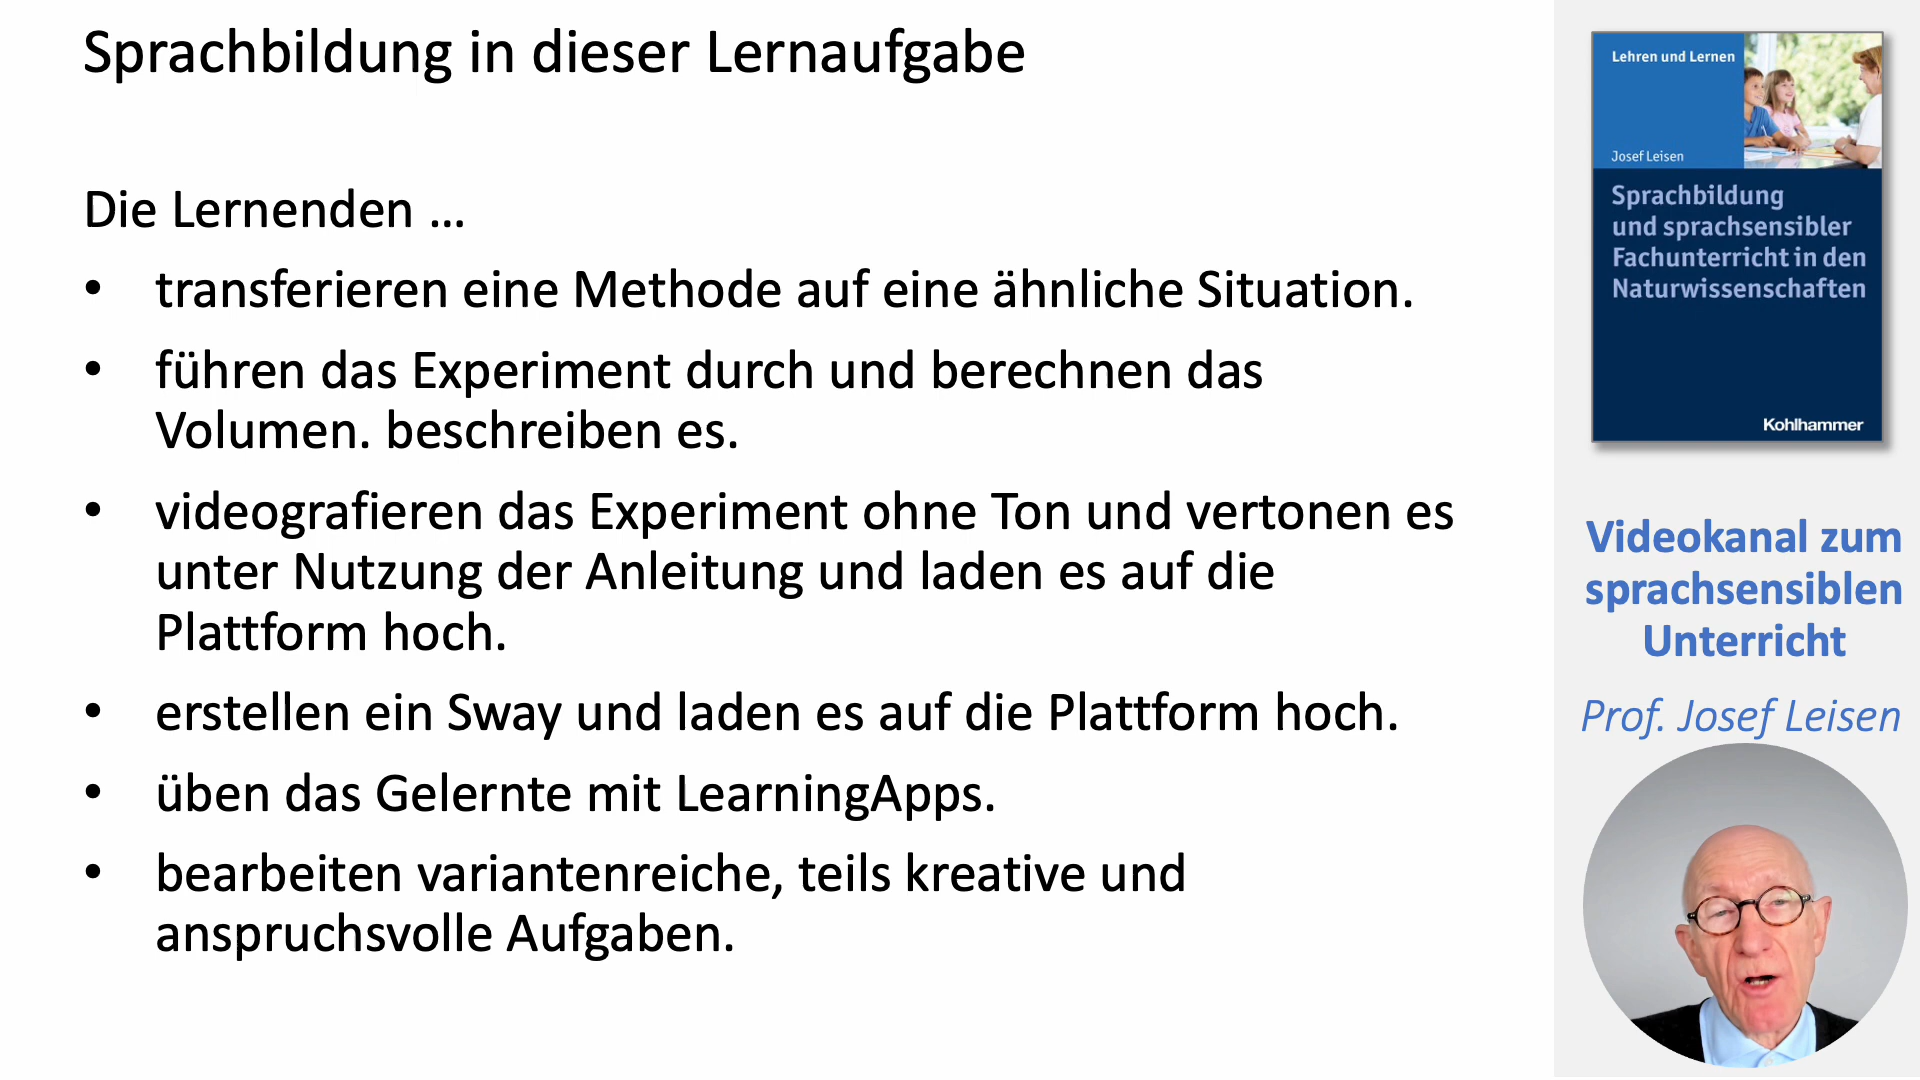 Sprachbildung in dieser Lernaufgabe
Die Lernenden ...
• transferieren eine Methode auf eine ähnliche Situation.
• führen das Experiment durch und berechnen das
Volumen. beschreiben es.
• videografieren das Experiment ohne Ton und vertonen es
unter Nutzung der Anleitung und laden es auf die
Plattform hoch.
• erstellen ein Sway und laden es auf die Plattform hoch.
• üben das Gelernte mit LearningApps.
• bearbeiten variantenreiche, teils kreative und
anspruchsvolle Aufgaben.
Lehren und Lernen
Josef Leisen
Sprachbildung
und sprachsensibler
Fachunterricht in den
Naturwissenschaften
Kohlhammer
Videokanal zum
sprachsensiblen
Unterricht
Prof. Josef Leisen